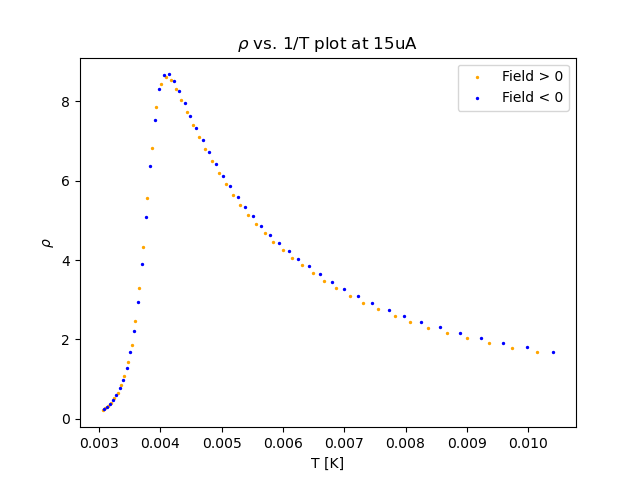 ρ vs. 1/T plot at 15uA
Field > 0
Field < 0
8
6
4
2
0
ρ
0.003 0.004 0.005 0.006 0.007 0.008 0.009 0.010
T [K]